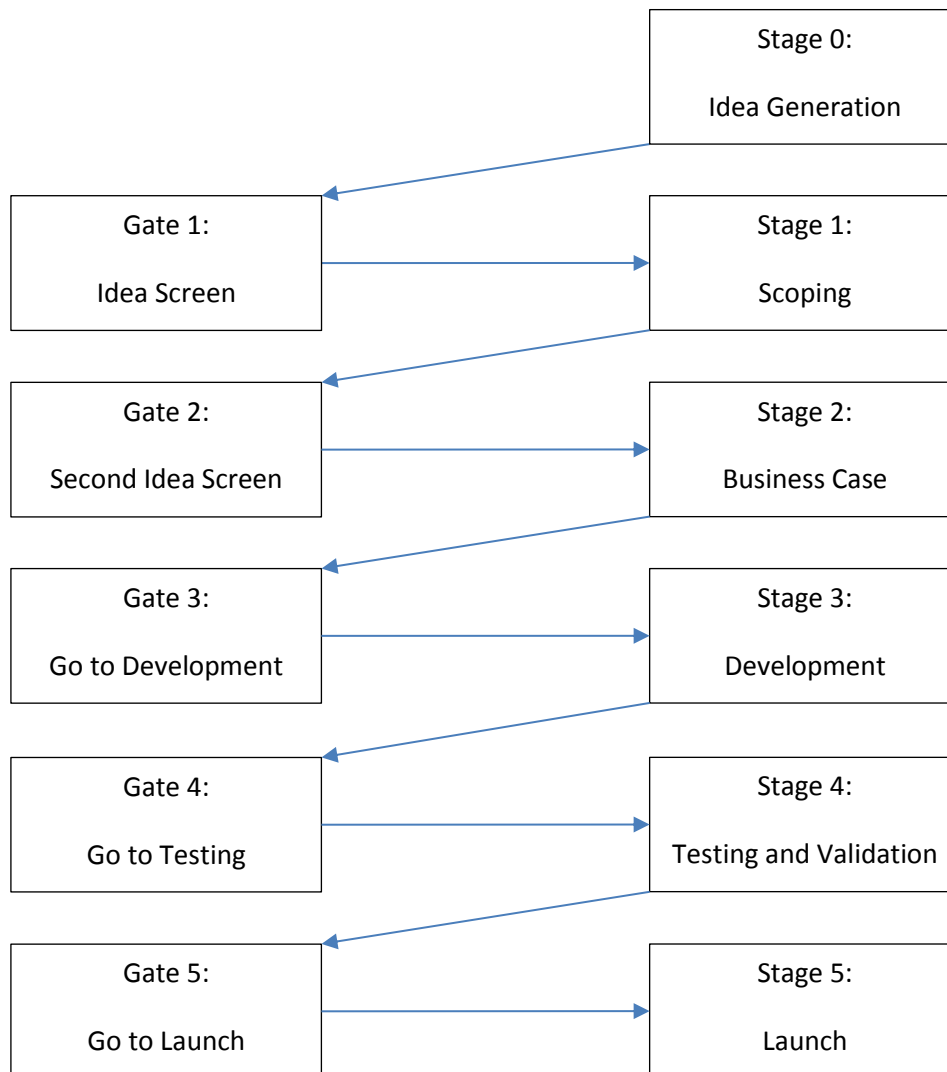 Stage 0:
Idea Generation
Gate 1:
Idea Screen
Stage 1:
Scoping
Gate 2:
Second Idea Screen
Stage 2:
Business Case
Gate 3:
Go to Development
Stage 3:
Development
Gate 4:
Go to Testing
Stage 4:
Testing and Validation
Gate 5:
Go to Launch
Stage 5:
Launch